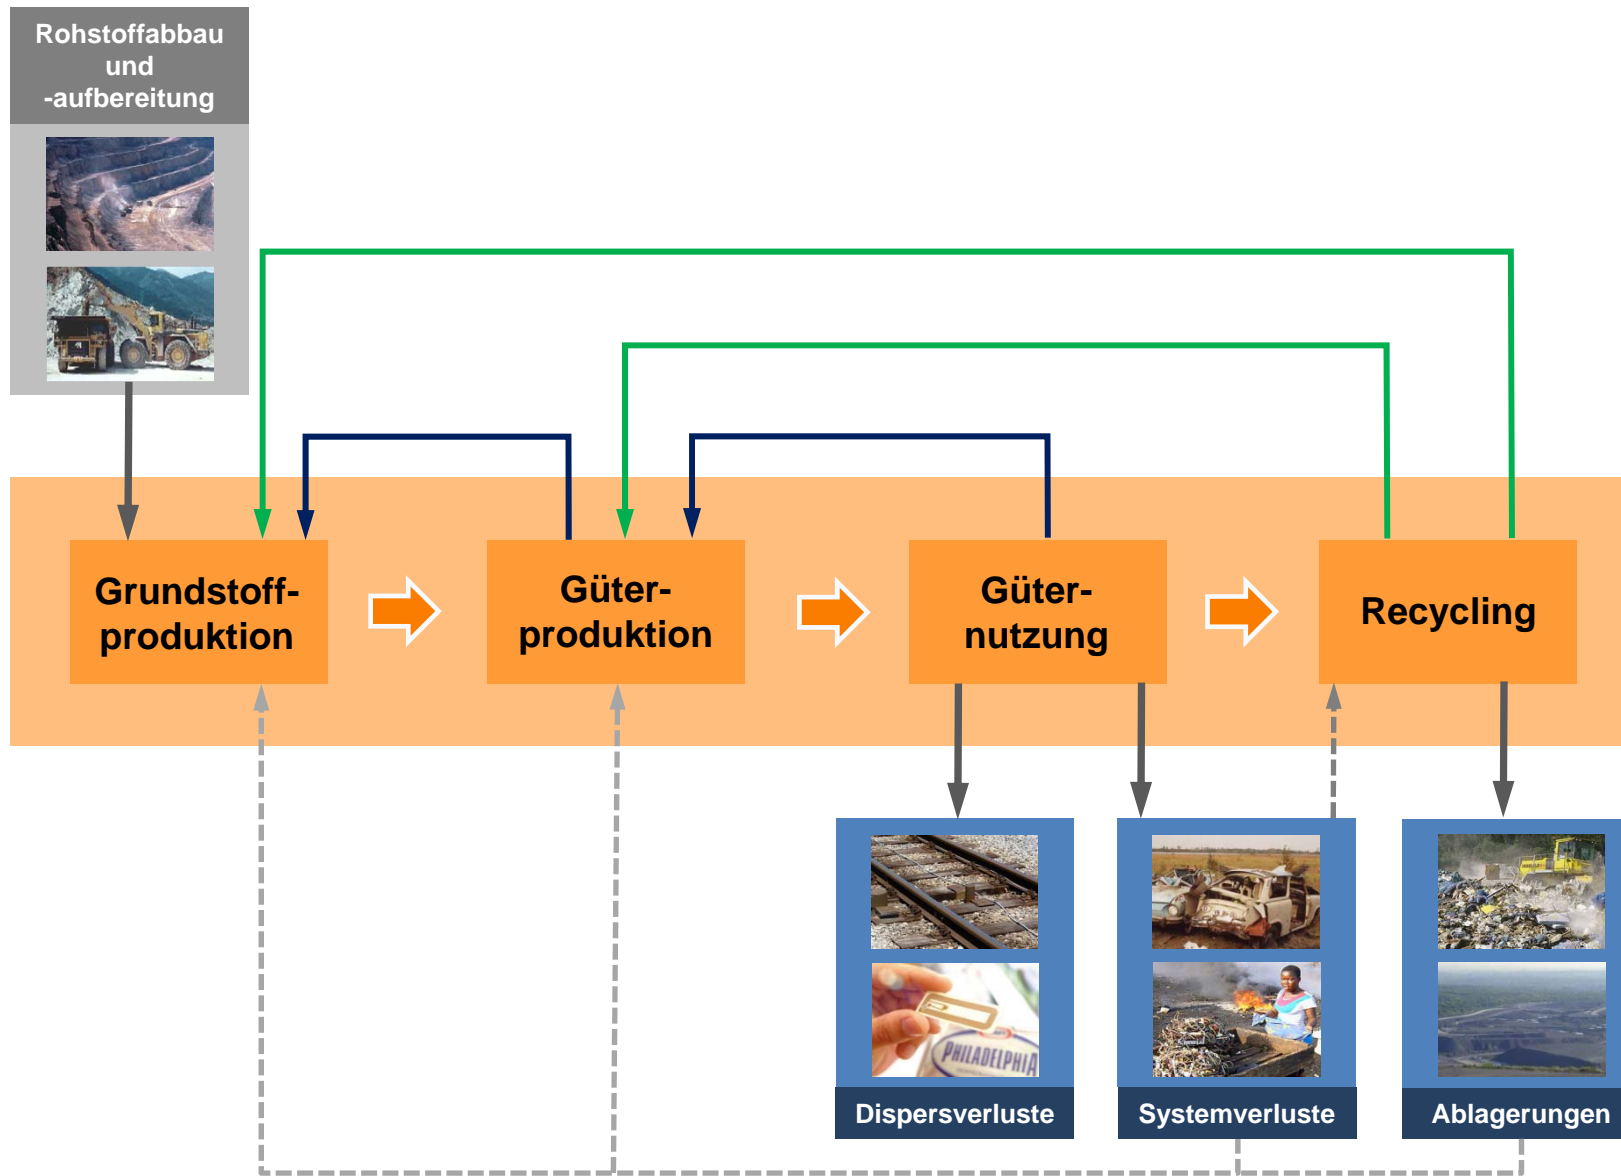 Rohstoffabbau
und
-aufbereitung
Grundstoff-
produktion
Güter-
produktion
Güter-
nutzung
Recycling
PHILADELPHIA
Dispersverluste
Systemverluste
Ablagerungen